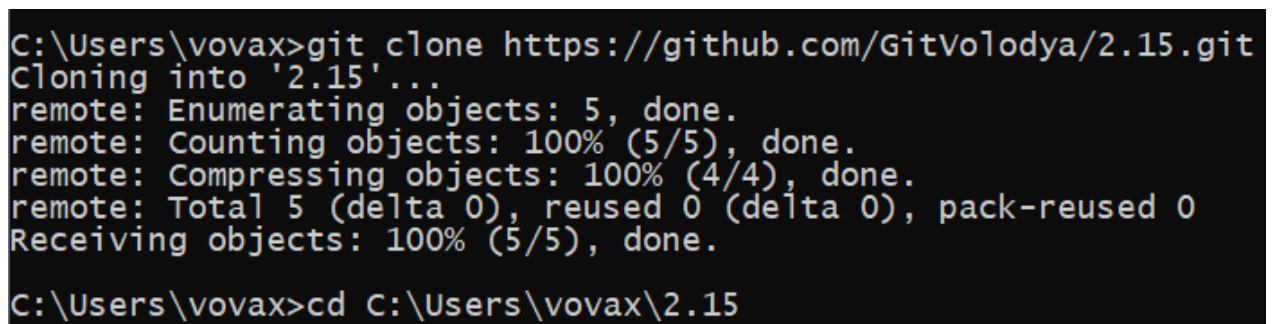 C:\Users\vovax>git clone https://github.com/GitVolodya/2.15.git
Cloning into '2.15'...
remote: Enumerating objects: 5, done.
remote: Counting objects: 100% (5/5), done.
remote: Compressing objects: 100% (4/4), done.
remote: Total 5 (delta 0), reused 0 (delta 0), pack-reused 0
Receiving objects: 100% (5/5), done.
C:\Users\vovax>cd C:\Users\vovax\2.15